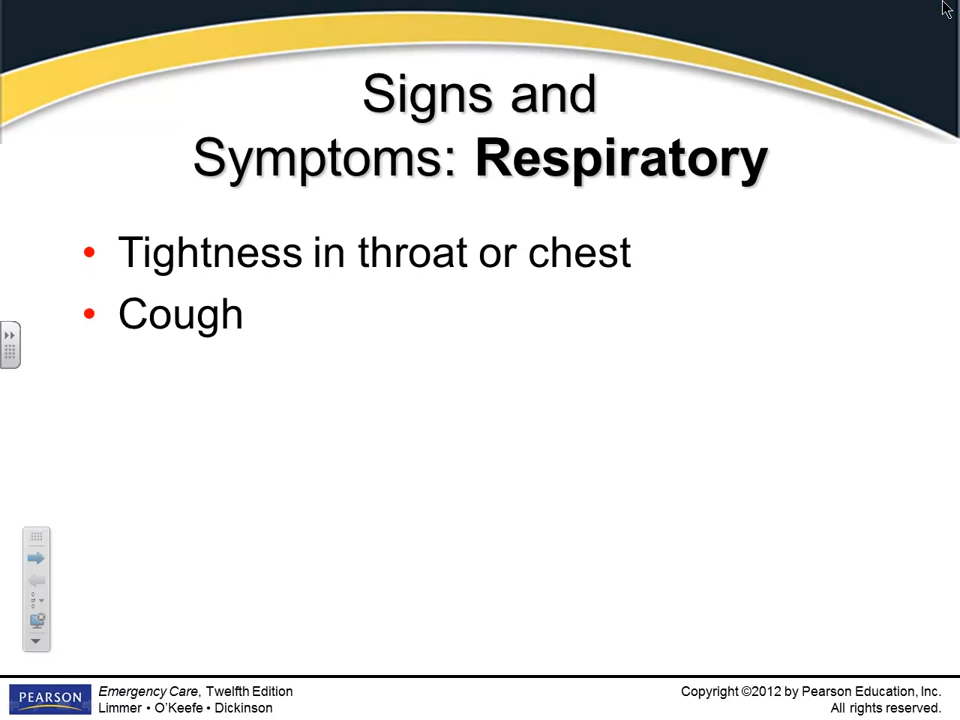 Signs and
Symptoms: Respiratory
• Tightness in throat or chest
• Cough
PEARSON
Emergency Care, Twelfth Edition
Limmer • O'Keefe • Dickinson
Copyright ©2012 by Pearson Education, Inc.
All rights reserved.